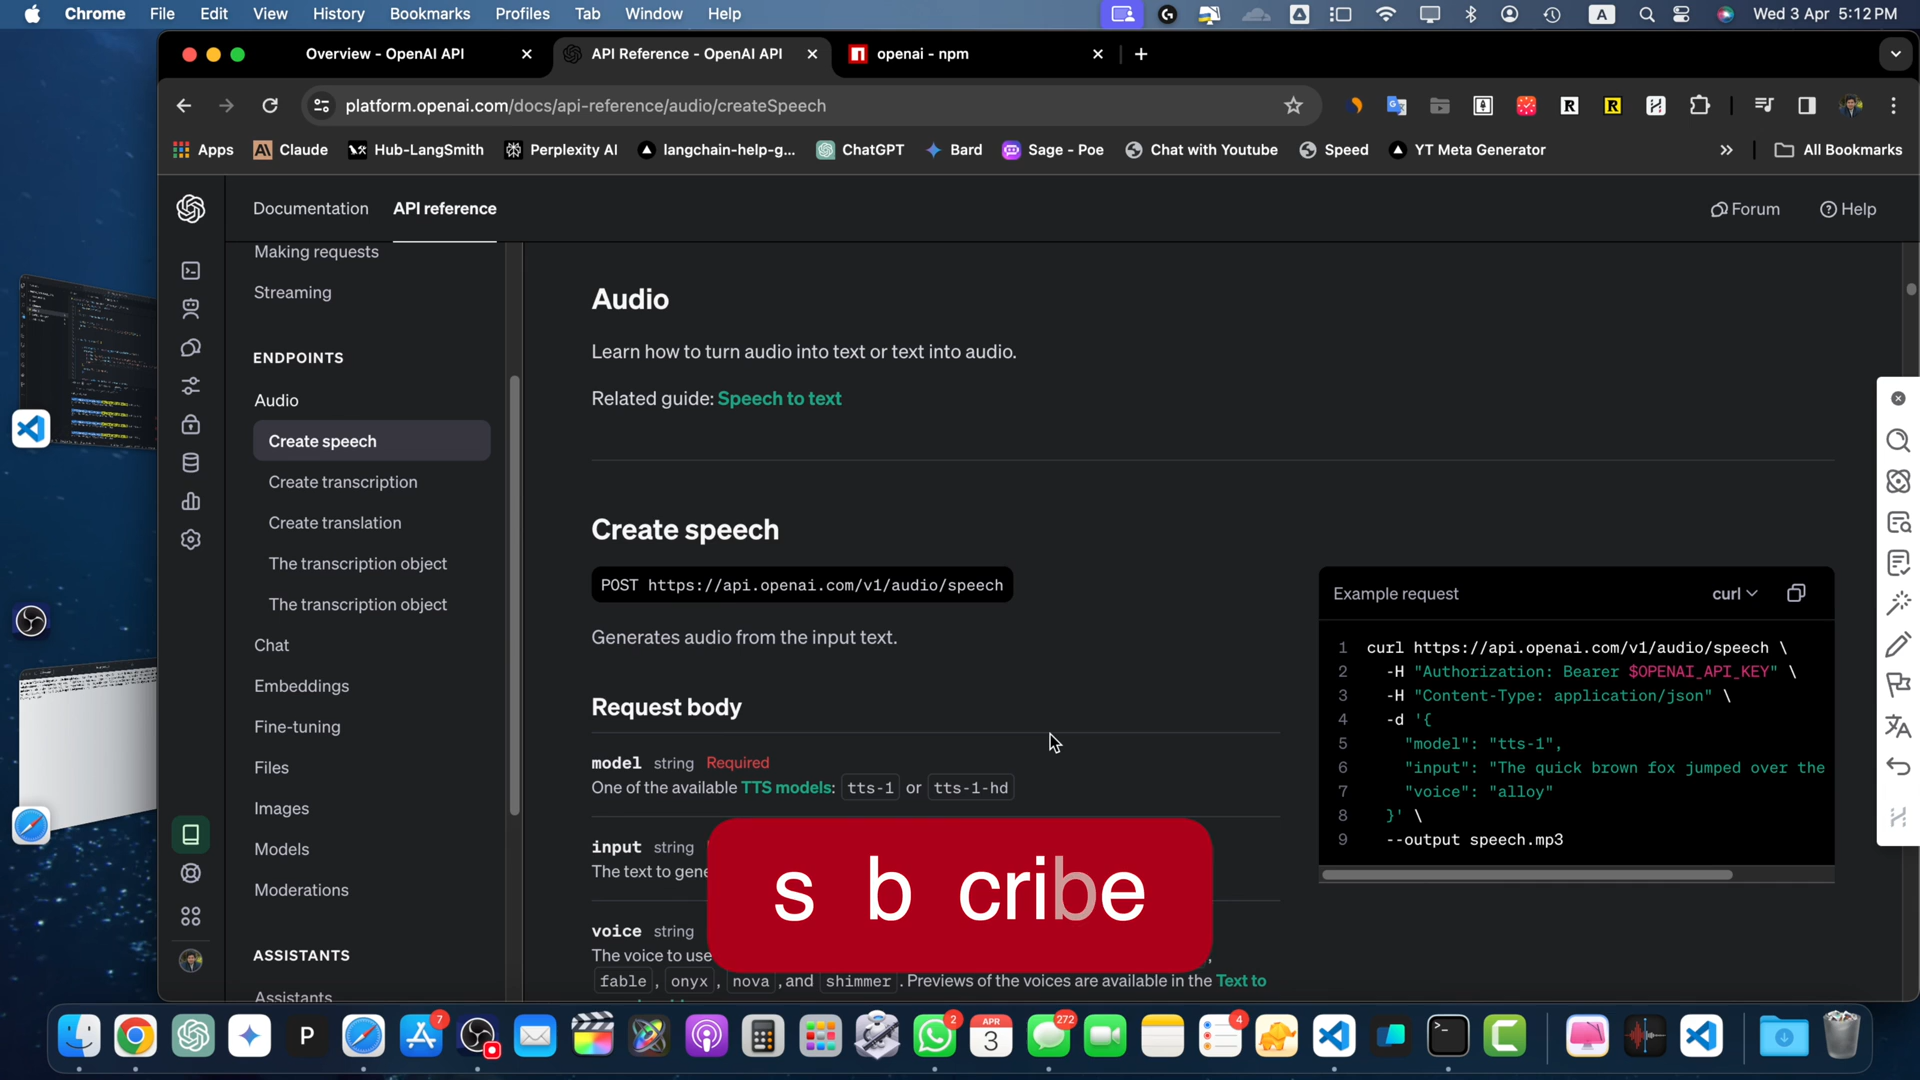 Chrome File Edit View History Bookmarks Profiles Tab Window Help A Wed 3 Apr 5:12 PM
Overview - OpenAI API API Reference - OpenAI API openai - npm
platform.openai.com/docs/api-reference/audio/createSpeech
Apps Claude Hub-LangSmith Perplexity AI langchain-help-g... ChatGPT Bard Sage - Poe Chat with Youtube Speed YT Meta Generator » All Bookmarks
Documentation API reference Forum Help
Making requests
Streaming
ENDPOINTS
Audio
Create speech
Create transcription
Create translation
The transcription object
The transcription object
Chat
Embeddings
Fine-tuning
Files
Images
Models
Moderations
ASSISTANTS
Assistants
Audio
Learn how to turn audio into text or text into audio.
Related guide: Speech to text
Create speech
POST https://api.openai.com/v1/audio/speech
Generates audio from the input text.
Request body
model string Required
One of the available TTS models: tts-1 or tts-1-hd
input string
The text to gene
voice string
The voice to use
fable , onyx , nova , and shimmer . Previews of the voices are available in the Text to
Example request curl
1 curl https://api.openai.com/v1/audio/speech \
2 -H "Authorization: Bearer $OPENAI_API_KEY" \
3 -H "Content-Type: application/json" \
4 -d '{
5 "model": "tts-1",
6 "input": "The quick brown fox jumped over the
7 "voice": "alloy"
8 }' \
9 --output speech.mp3
s b cribe
7 2 APR 3 272 4